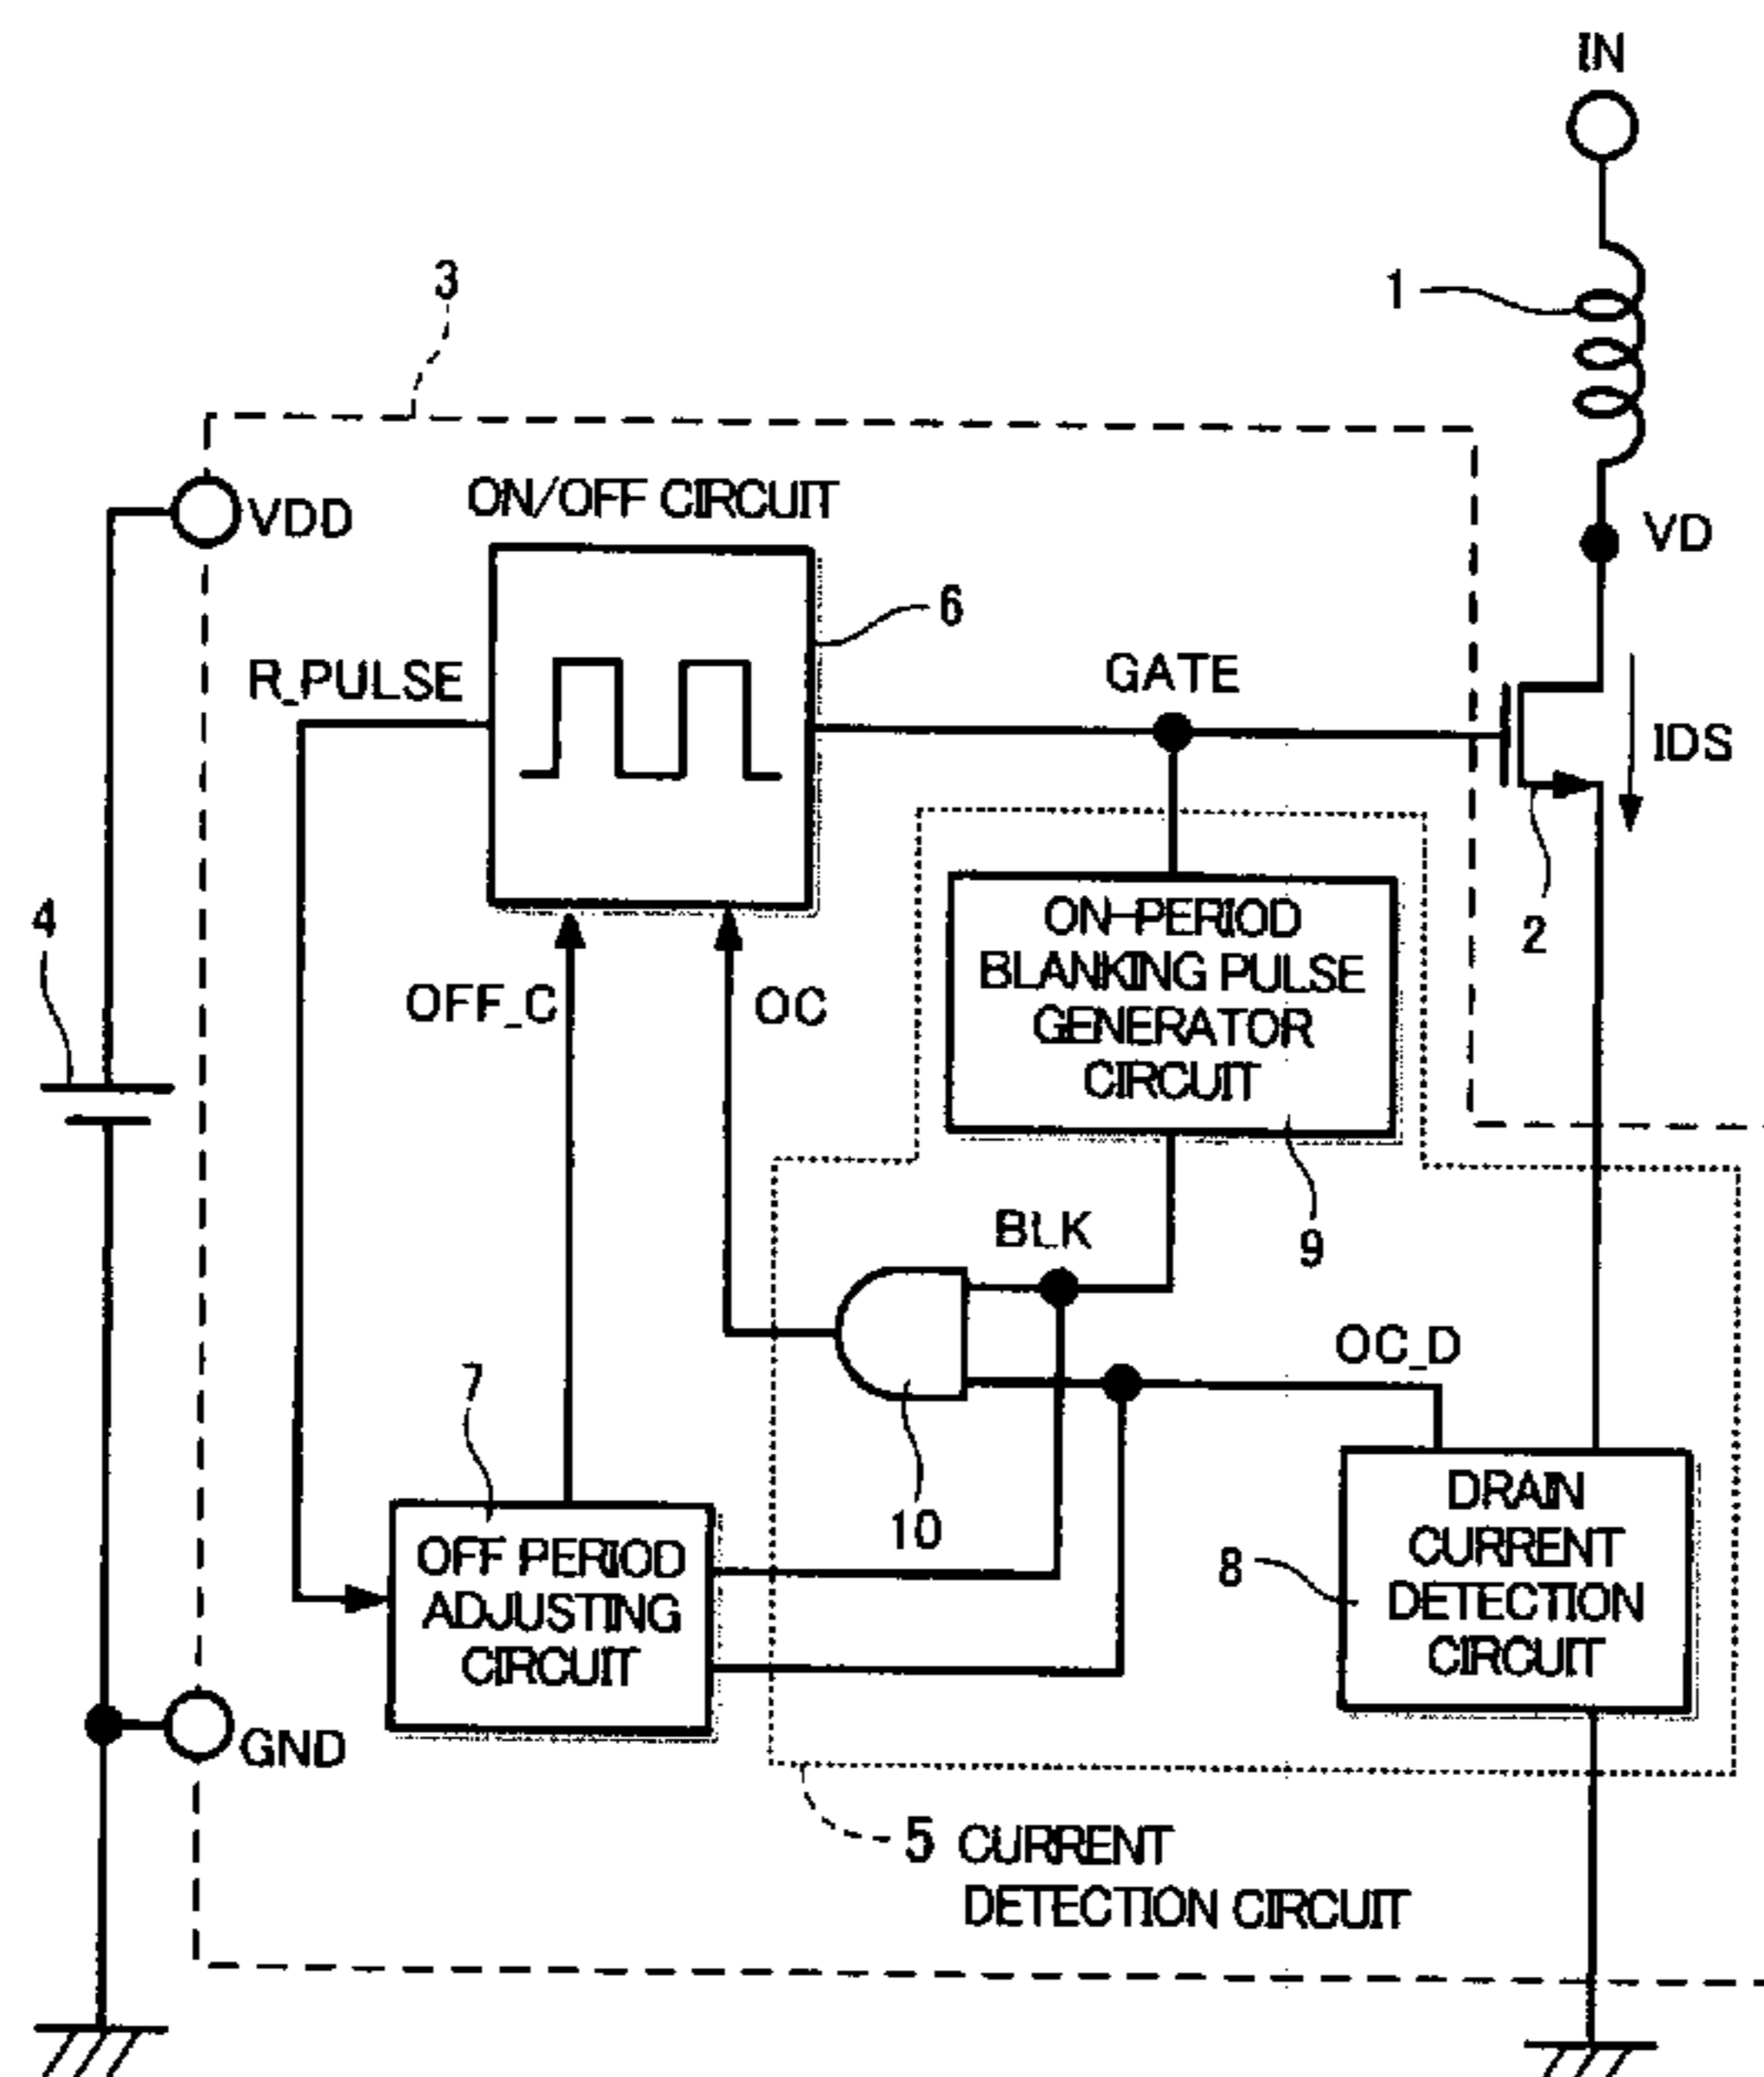 IN
3
1
VDD
ON/OFF CIRCUIT
VD
6
R_PULSE
GATE
IDS
4
ON-PERIOD
BLANKING PULSE
GENERATOR
CIRCUIT
2
OFF_C
OC
BLK
9
OC_D
7
10
OFF PERIOD
ADJUSTING
CIRCUIT
8
DRAIN
CURRENT
DETECTION
CIRCUIT
GND
5 CURRENT
DETECTION CIRCUIT